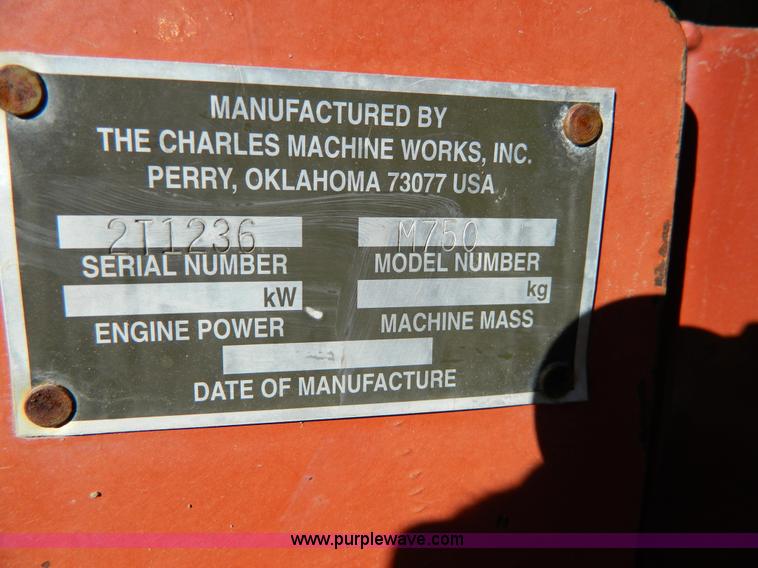 MANUFACTURED BY
THE CHARLES MACHINE WORKS, INC.
PERRY, OKLAHOMA 73077 USA
2T1236 M750
SERIAL NUMBER MODEL NUMBER
kW kg
ENGINE POWER MACHINE MASS
DATE OF MANUFACTURE
www.purplewave.com